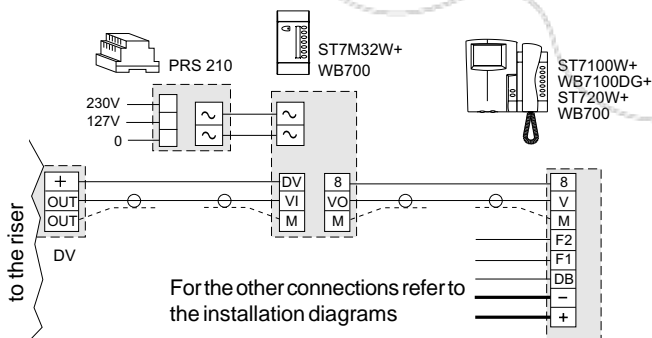 PRS 210
ST7M32W+
WB700
ST7100W+
WB7100DG+
ST720W+
WB700
230V
127V
0
~
~
~
~
to the riser
+
OUT
OUT
DV
DV
VI
M
8
VO
M
8
V
M
F2
F1
DB
–
+
For the other connections refer to
the installation diagrams